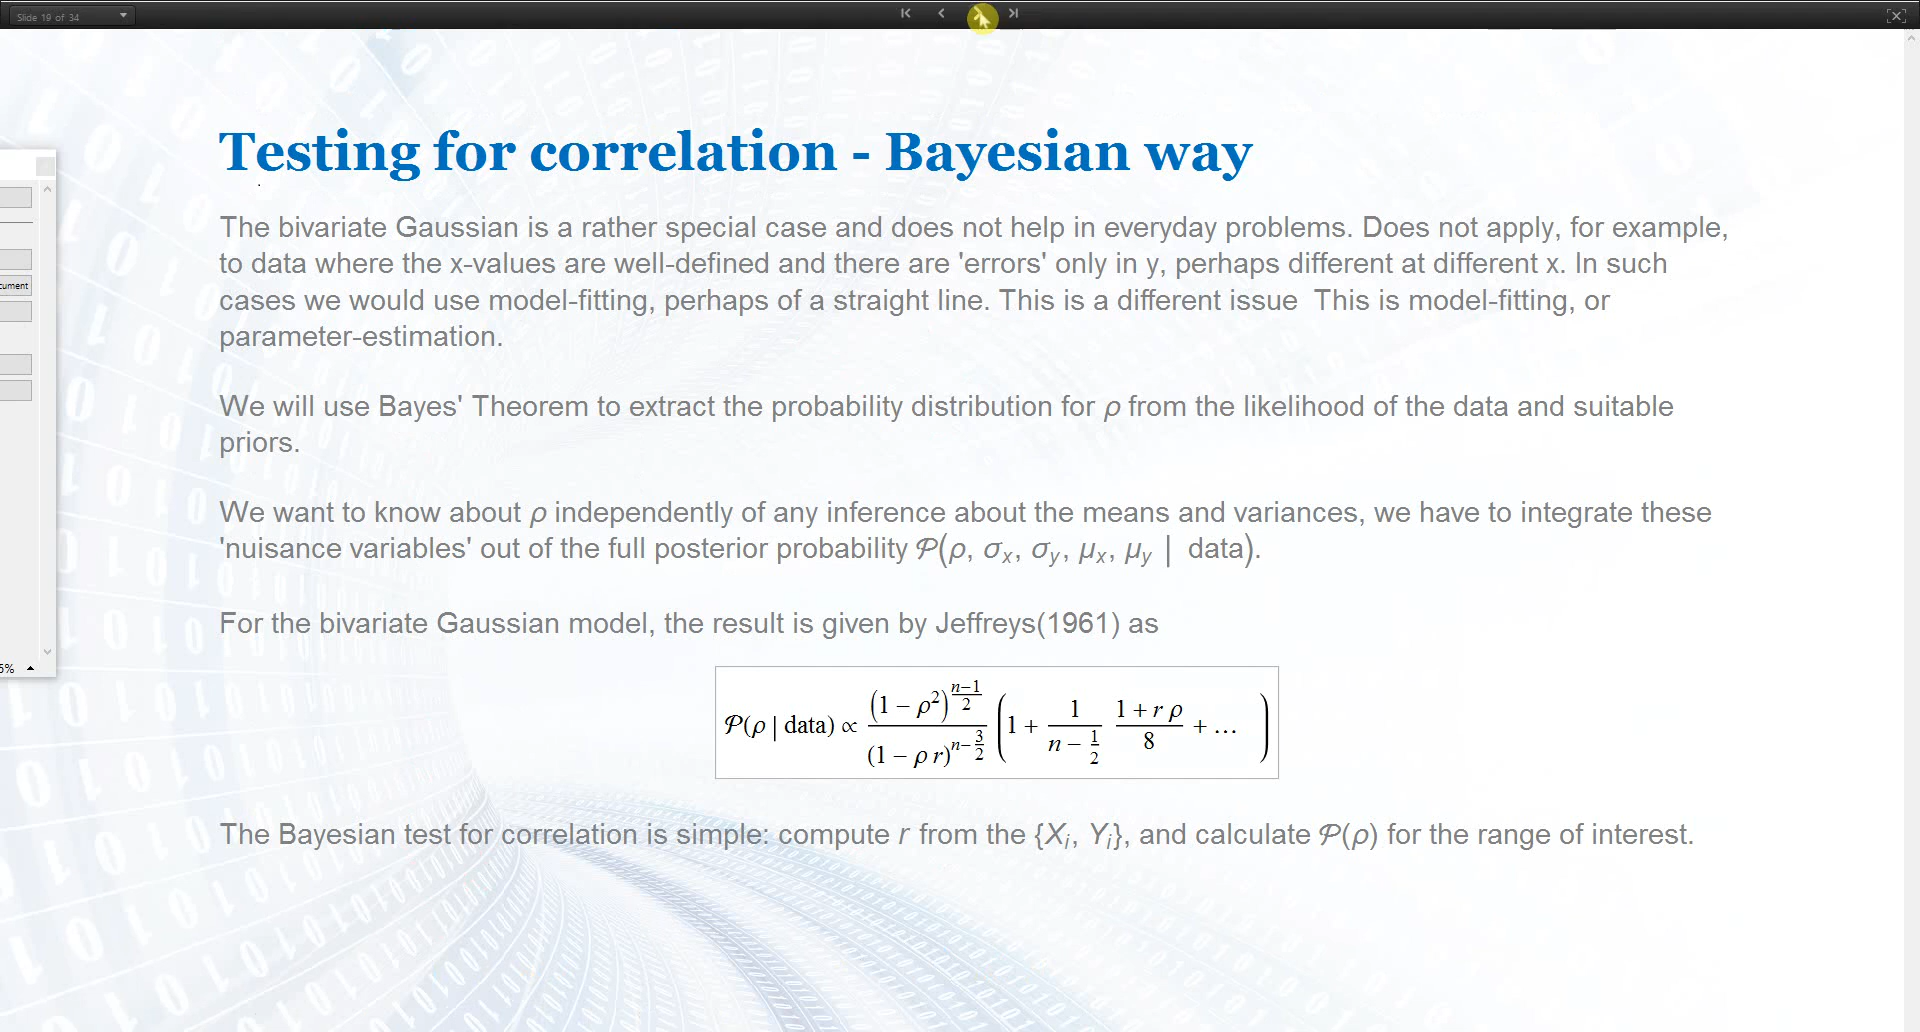 Slide 19 of 34
Testing for correlation - Bayesian way
The bivariate Gaussian is a rather special case and does not help in everyday problems. Does not apply, for example,
to data where the x-values are well-defined and there are 'errors' only in y, perhaps different at different x. In such
cases we would use model-fitting, perhaps of a straight line. This is a different issue  This is model-fitting, or
parameter-estimation.
We will use Bayes' Theorem to extract the probability distribution for ρ from the likelihood of the data and suitable
priors.
We want to know about ρ independently of any inference about the means and variances, we have to integrate these
'nuisance variables' out of the full posterior probability 𝒫(ρ, σₓ, σ_y, μₓ, μ_y | data).
For the bivariate Gaussian model, the result is given by Jeffreys(1961) as
𝒫(ρ | data) ∝ (1 − ρ²)^((n−1)/2) / (1 − ρ r)^(n−3/2) (1 + 1/(n − 1/2) (1 + r ρ)/8 + …)
The Bayesian test for correlation is simple: compute r from the {Xᵢ, Yᵢ}, and calculate 𝒫(ρ) for the range of interest.
5%